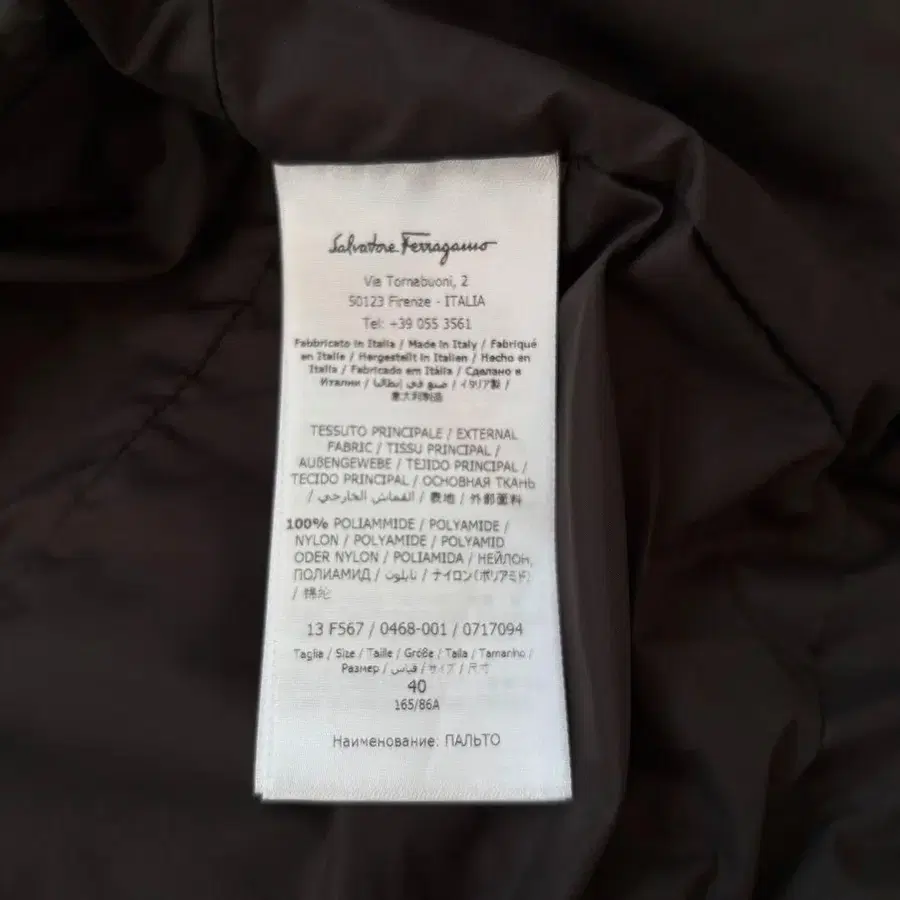 Salvatore Ferragamo
Via Tornabuoni, 2
50123 Firenze - ITALIA
Tel: +39 055 3561
Fabbricato in Italia / Made in Italy / Fabriqué
en Italie / Hergestellt in Italien / Hecho en
Italia / Fabricado em Itália / Сделано в
Италии / صنع في إيطاليا / イタリア製 /
意大利制造
TESSUTO PRINCIPALE / EXTERNAL
FABRIC / TISSU PRINCIPAL /
AUßENGEWEBE / TEJIDO PRINCIPAL /
TECIDO PRINCIPAL / ОСНОВНАЯ ТКАНЬ
/ القماش الخارجي / 表地 / 外部面料
100% POLIAMMIDE / POLYAMIDE /
NYLON / POLYAMIDE / POLYAMID
ODER NYLON / POLIAMIDA / НЕЙЛОН,
ПОЛИАМИД / نايلون / ナイロン(ポリアミド)
/ 锦纶
13 F567 / 0468-001 / 0717094
Taglia / Size / Taille / Größe / Talla / Tamanho /
Размер / قياس / サイズ / 尺寸
40
165/86A
Наименование: ПАЛЬТО